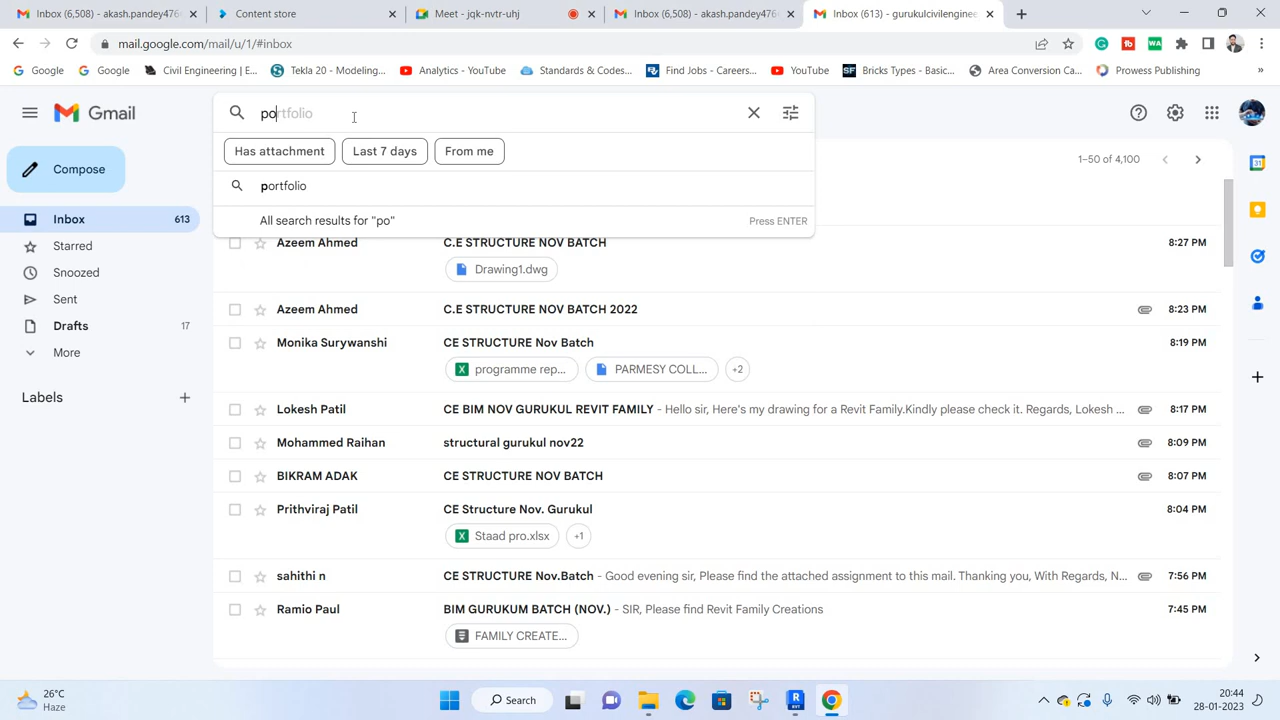 Inbox (6,508) - akash.pandey476
Content store
Meet - jqk-nvtr-uhj
Inbox (6,508) - akash.pandey476
Inbox (613) - gurukulcivilengine
mail.google.com/mail/u/1/#inbox
Google
Google
Civil Engineering | E...
Tekla 20 - Modeling...
Analytics - YouTube
Standards & Codes...
Find Jobs - Careers...
YouTube
Bricks Types - Basic...
Area Conversion Ca...
Prowess Publishing
Gmail
portfolio
Has attachment
Last 7 days
From me
1–50 of 4,100
Compose
portfolio
All search results for "po"
Press ENTER
Inbox 613
Starred
Snoozed
Sent
Drafts 17
More
Labels
Azeem Ahmed C.E STRUCTURE NOV BATCH 8:27 PM
Drawing1.dwg
Azeem Ahmed C.E STRUCTURE NOV BATCH 2022 8:23 PM
Monika Surywanshi CE STRUCTURE Nov Batch 8:19 PM
programme rep... PARMESY COLL... +2
Lokesh Patil CE BIM NOV GURUKUL REVIT FAMILY - Hello sir, Here's my drawing for a Revit Family.Kindly please check it. Regards, Lokesh ... 8:17 PM
Mohammed Raihan structural gurukul nov22 8:09 PM
BIKRAM ADAK CE STRUCTURE NOV BATCH 8:07 PM
Prithviraj Patil CE Structure Nov. Gurukul 8:04 PM
Staad pro.xlsx +1
sahithi n CE STRUCTURE Nov.Batch - Good evening sir, Please find the attached assignment to this mail. Thanking you, With Regards, N... 7:56 PM
Ramio Paul BIM GURUKUM BATCH (NOV.) - SIR, Please find Revit Family Creations 7:45 PM
FAMILY CREATE...
26°C
Haze
Search
20:44
28-01-2023